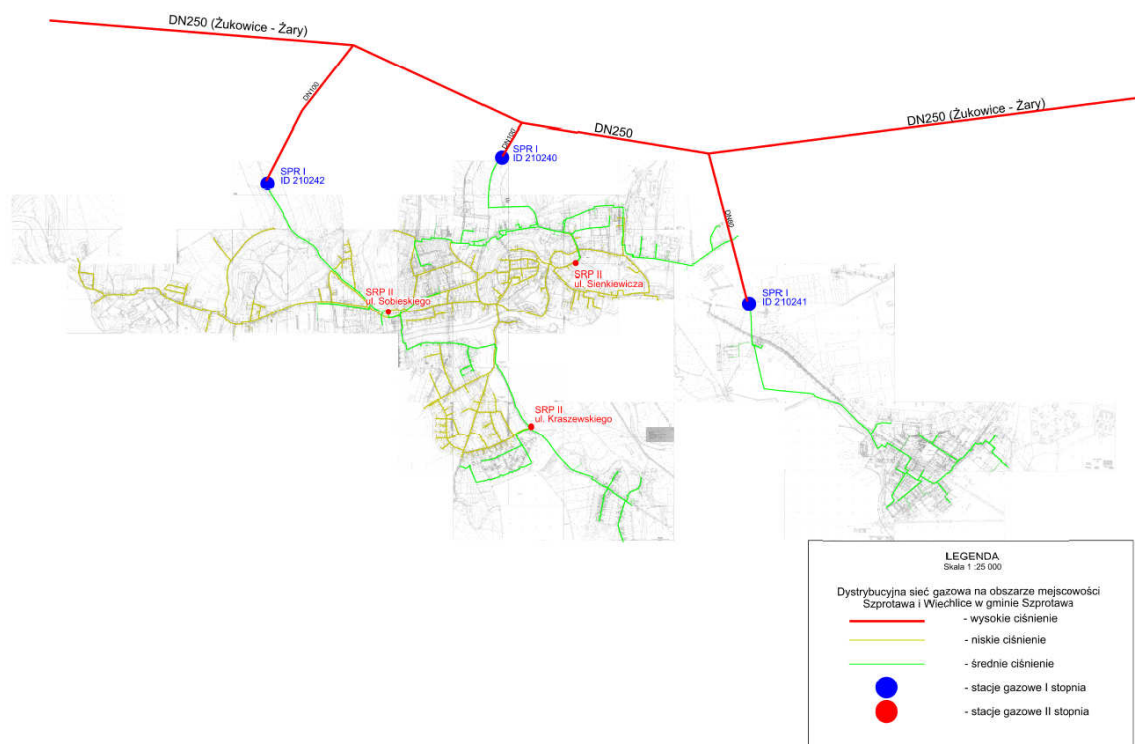 DN250 (Żukowice - Żary)
DN100
DN100
DN250
DN250 (Żukowice - Żary)
SPR I
ID 210242
SPR I
ID 210240
DN80
SRP II
ul. Sienkiewicza
SRP II
ul. Sobieskiego
SPR I
ID 210241
SRP II
ul. Kraszewskiego
LEGENDA
Skala 1 :25 000
Dystrybucyjna sieć gazowa na obszarze mejscowości
Szprotawa i Wiechlice w gminie Szprotawa
- wysokie ciśnienie
- niskie ciśnienie
- średnie ciśnienie
- stacje gazowe I stopnia
- stacje gazowe II stopnia